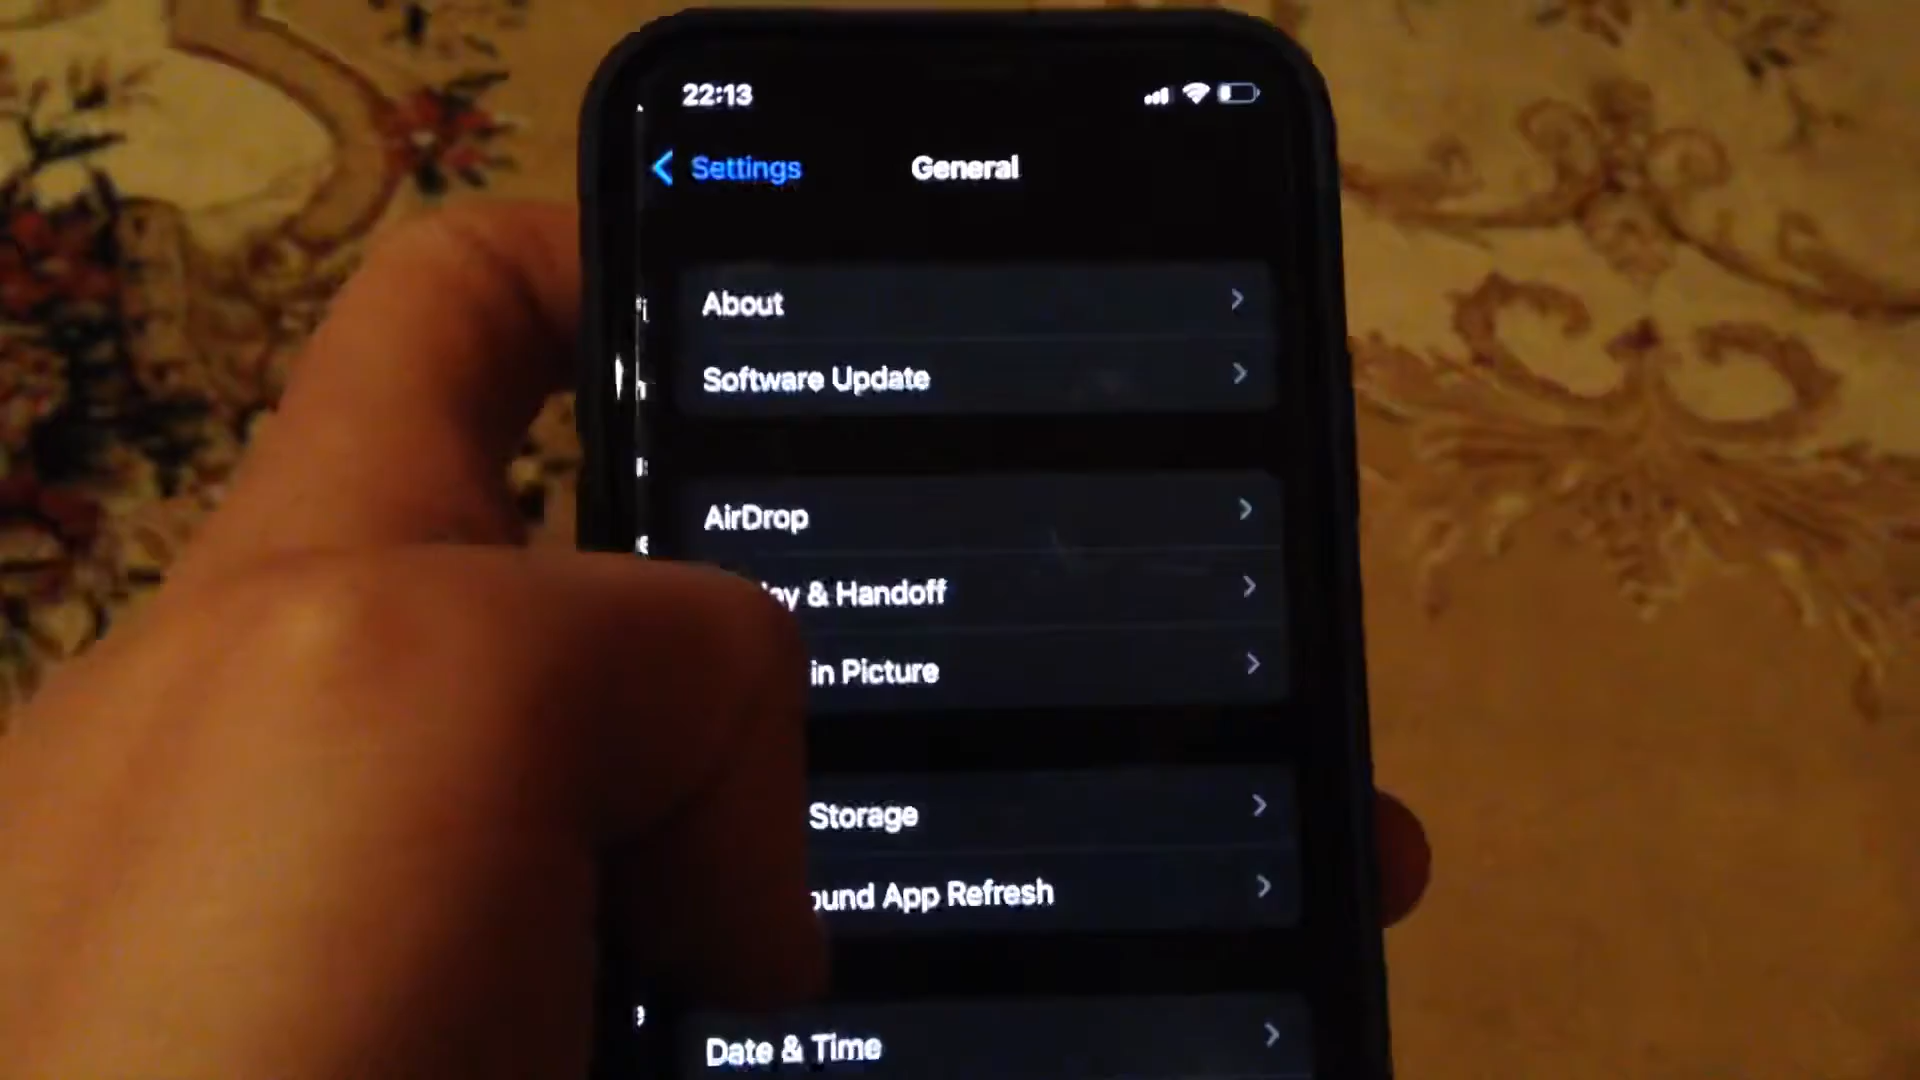 22:13
Settings
General
About
Software Update
AirDrop
& Handoff
in Picture
Storage
App Refresh
Date & Time